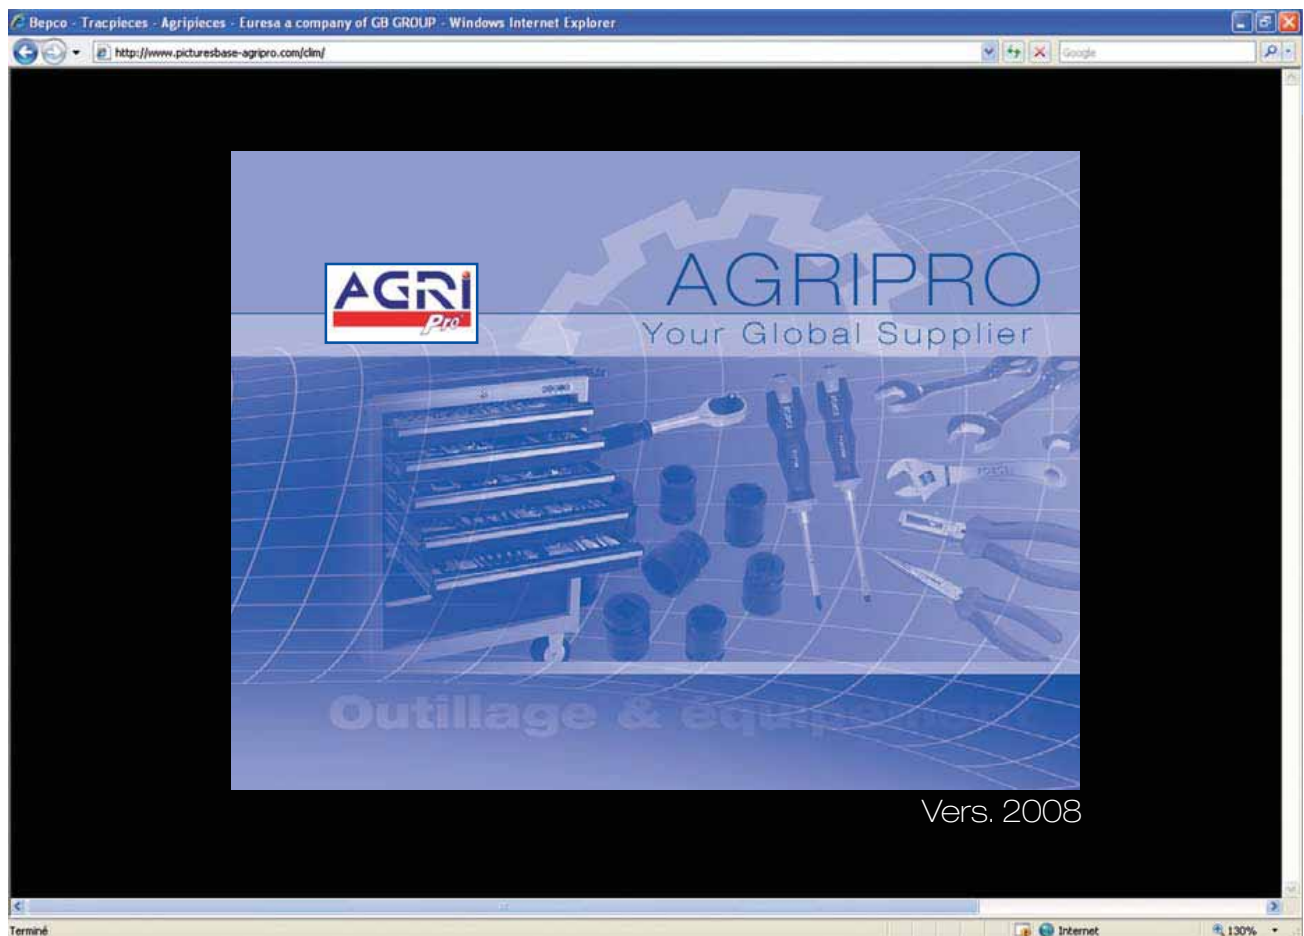 Bepco - Tracpieces - Agripieces - Euresa a company of GB GROUP - Windows Internet Explorer
http://www.picturesbase-agripro.com/clim/
Google
AGRI
Pro
AGRIPRO
Your Global Supplier
Outillage & équipement
Vers. 2008
Terminé
Internet
130%